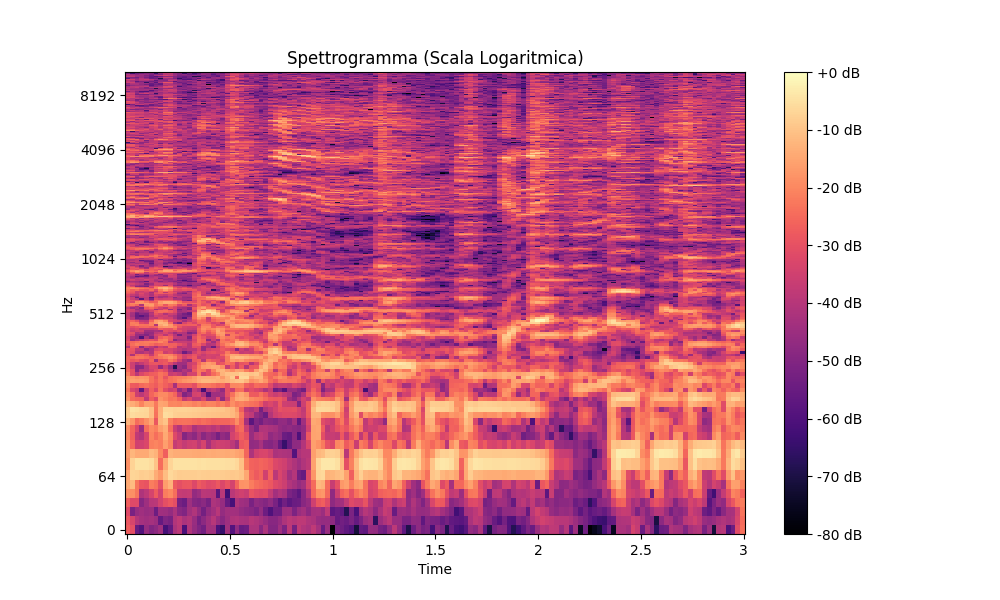 Spettrogramma (Scala Logaritmica)
Hz
8192
4096
2048
1024
512
256
128
64
0
0
0.5
1
1.5
2
2.5
3
Time
+0 dB
-10 dB
-20 dB
-30 dB
-40 dB
-50 dB
-60 dB
-70 dB
-80 dB